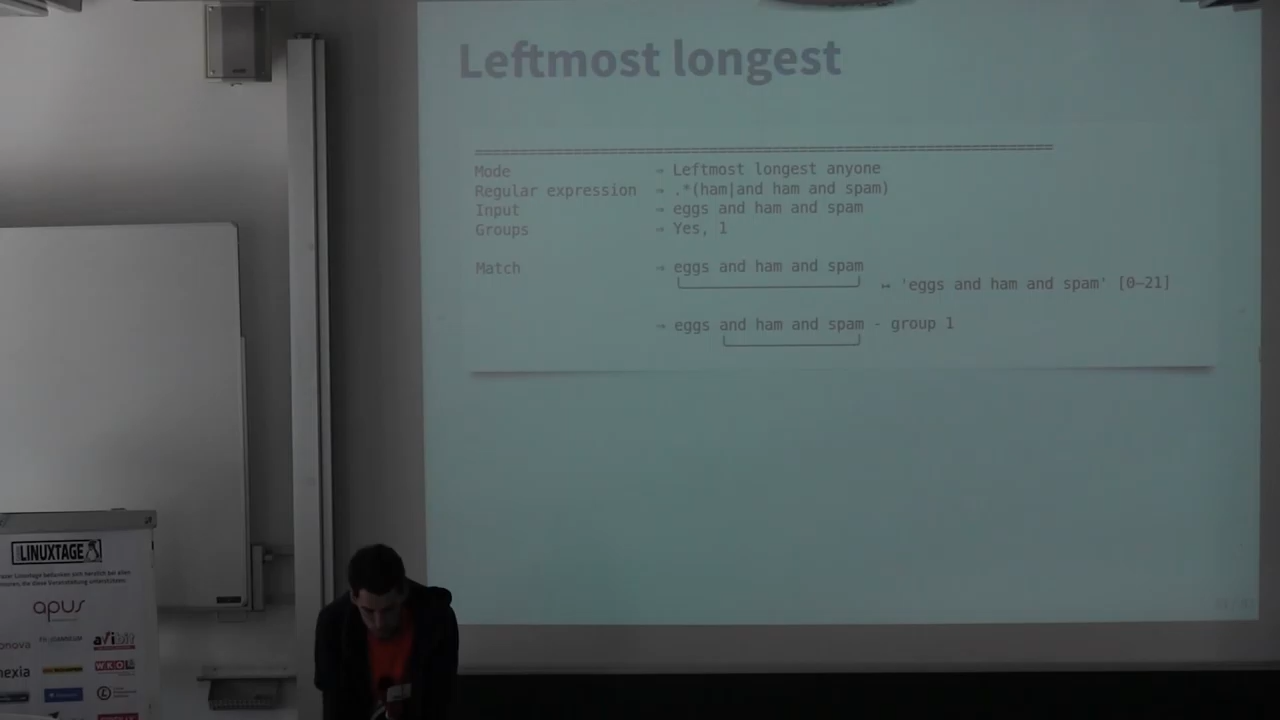 Leftmost longest
================================================================
Mode → Leftmost longest anyone
Regular expression → .*(ham|and ham and spam)
Input → eggs and ham and spam
Groups → Yes, 1
Match → eggs and ham and spam
↦ 'eggs and ham and spam' [0–21]
→ eggs and ham and spam - group 1
LINUXTAGE
apus
avibit
WKO